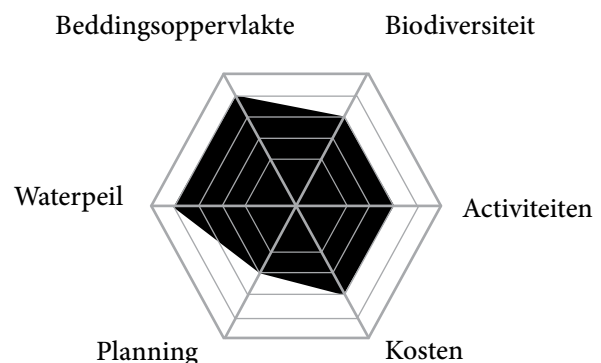 Beddingsoppervlakte
Biodiversiteit
Waterpeil
Activiteiten
Planning
Kosten